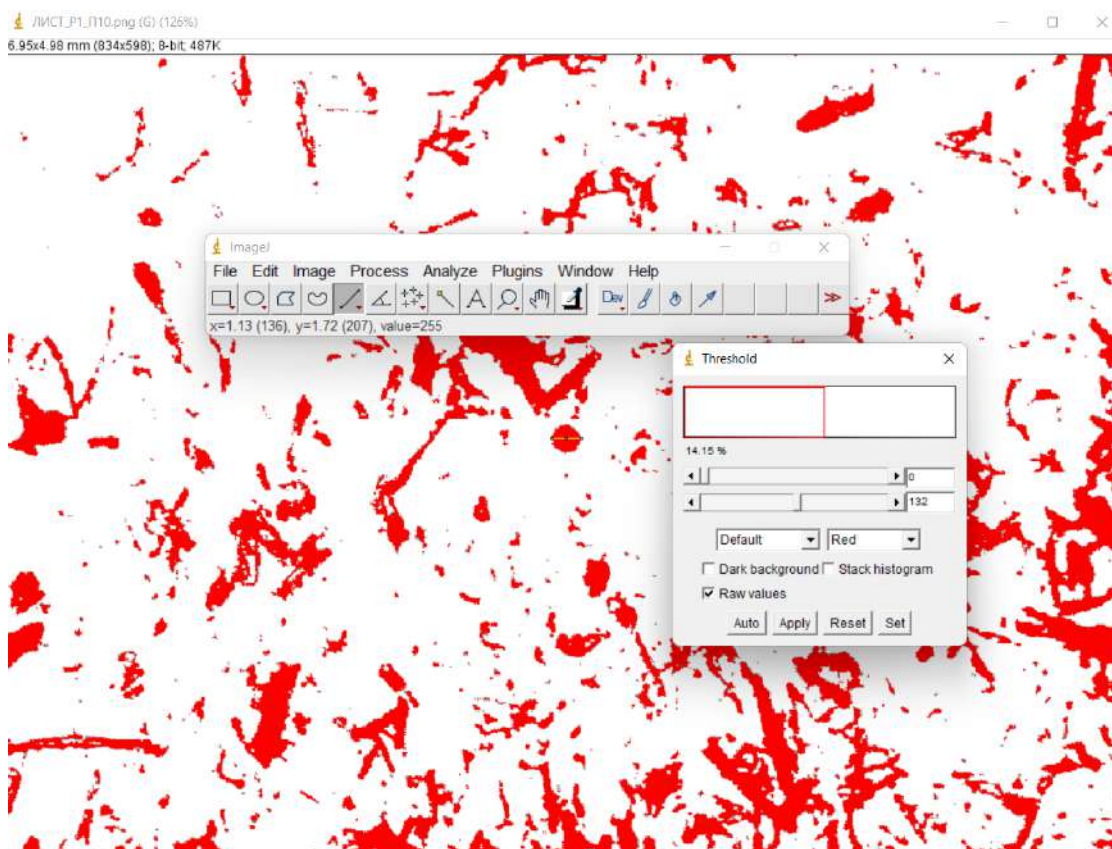 ЛИСТ_Р1_П10.png (G) (126%)
6.95x4.98 mm (834x598); 8-bit; 487K
ImageJ
File Edit Image Process Analyze Plugins Window Help
Dev
x=1.13 (136), y=1.72 (207), value=255
Threshold
14.15 %
0
132
Default Red
Dark background Stack histogram
Raw values
Auto Apply Reset Set